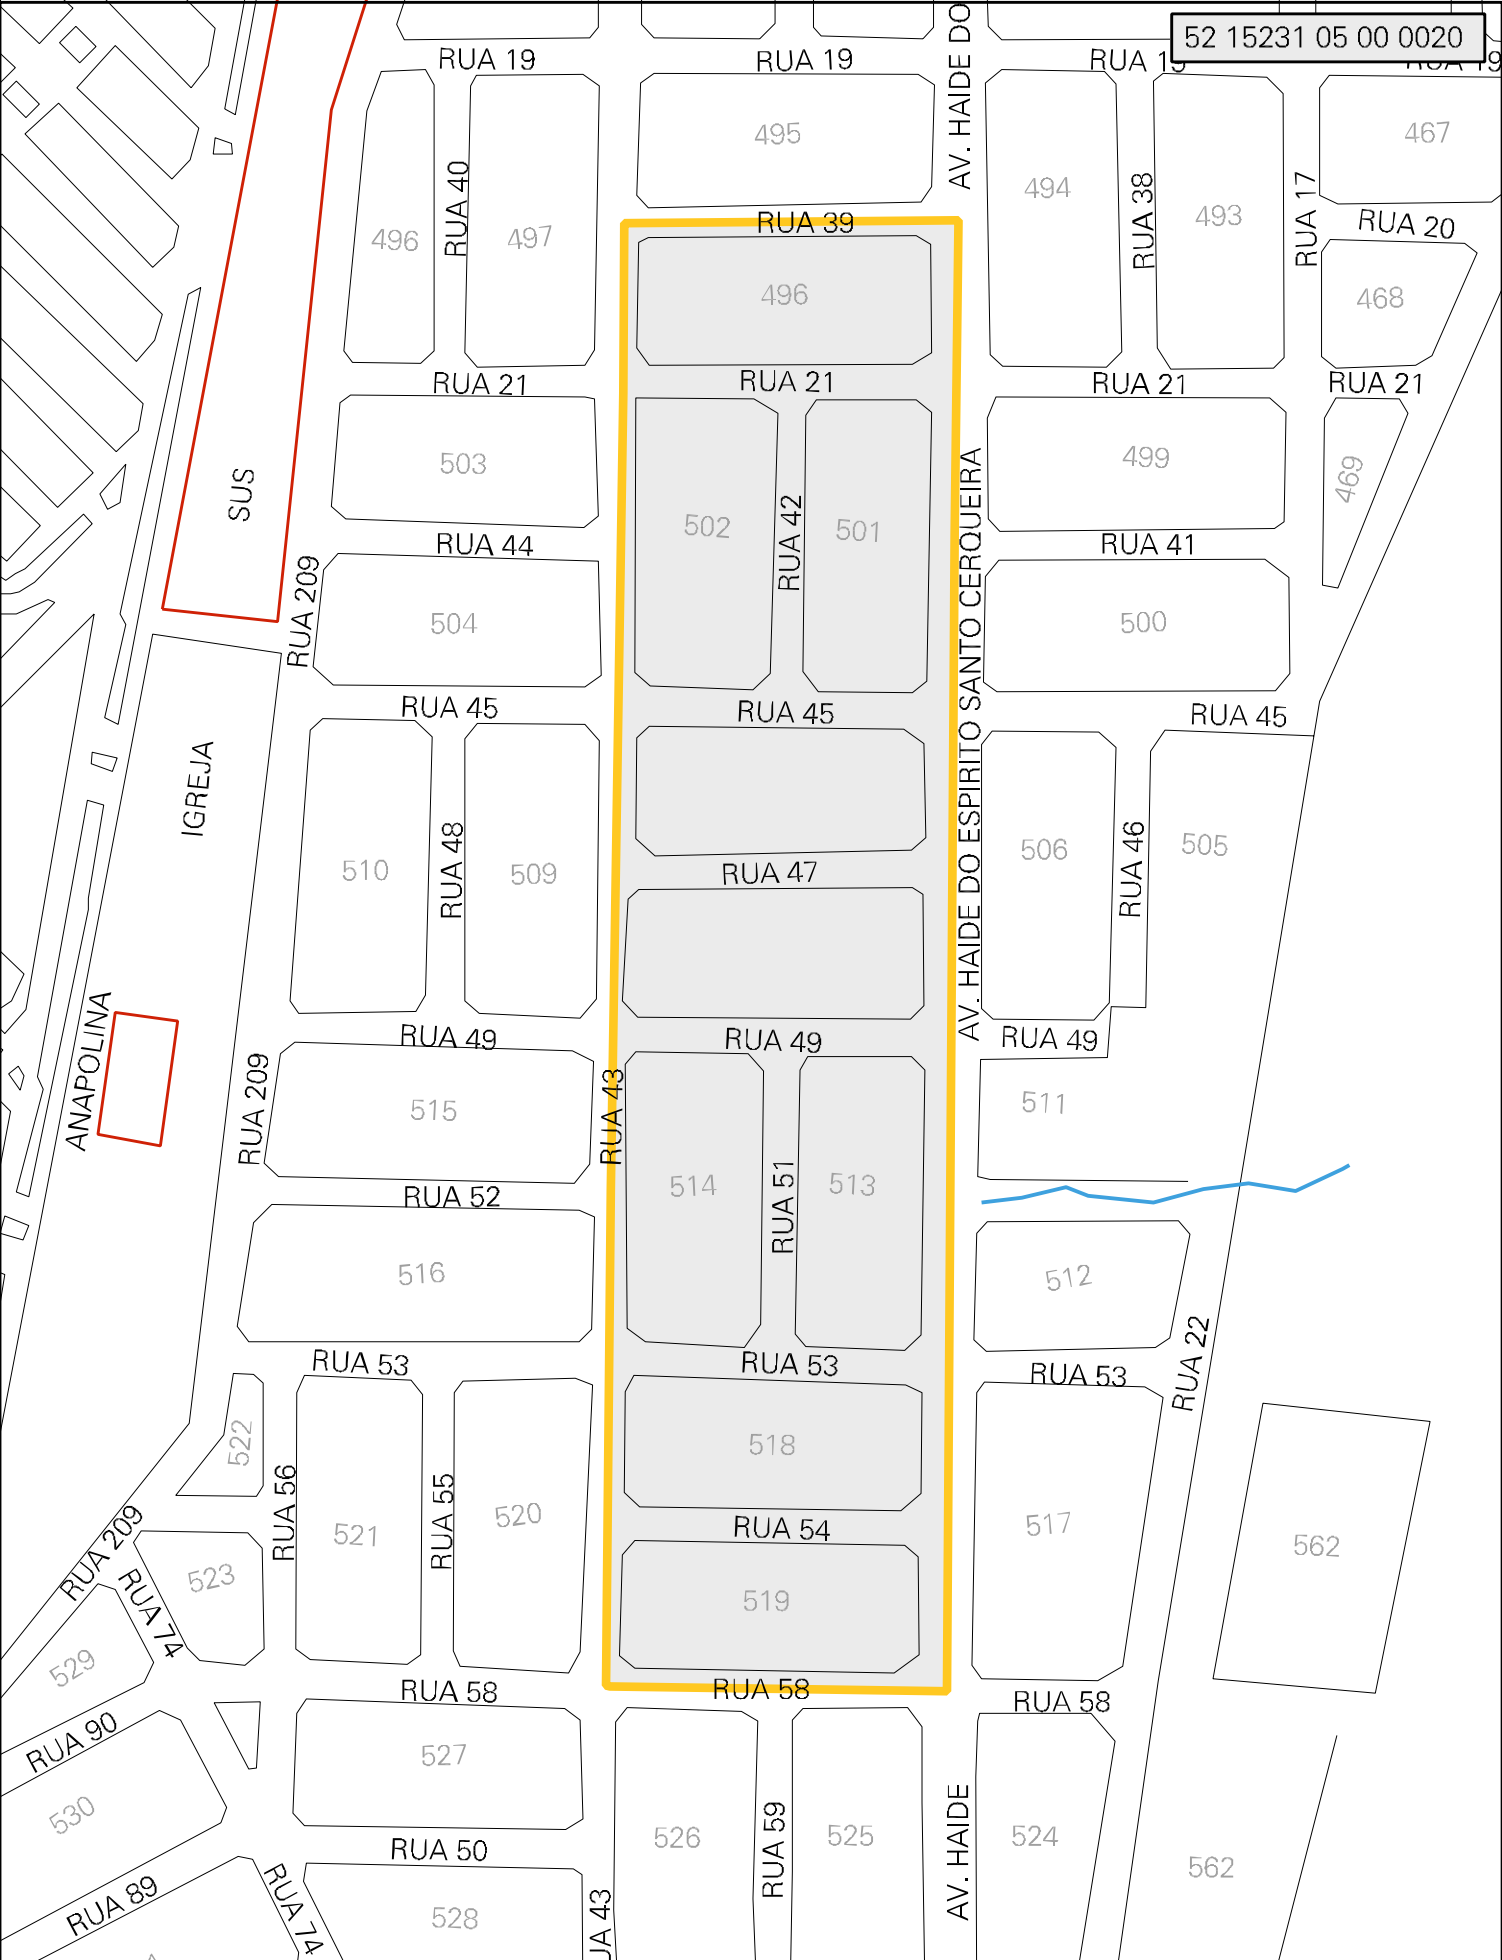 AV. HAIDE DO
52 15231 05 00 0020
RUA 19
RUA 19
RUA 19
RUA 19
495
467
RUA 40
494
RUA 38
493
RUA 17
496
497
RUA 39
RUA 20
496
468
RUA 21
RUA 21
RUA 21
RUA 21
SUS
503
502
RUA 42
501
AV. HAIDE DO ESPIRITO SANTO CERQUEIRA
499
469
RUA 44
RUA 41
RUA 209
504
500
RUA 45
RUA 45
RUA 45
IGREJA
510
RUA 48
509
506
RUA 46
505
RUA 47
ANAPOLINA
RUA 49
RUA 49
RUA 49
RUA 209
515
RUA 43
511
514
RUA 51
513
RUA 52
516
512
RUA 53
RUA 53
RUA 53
RUA 22
522
518
RUA 56
521
RUA 55
520
517
562
RUA 54
RUA 209
523
RUA 74
519
529
RUA 58
RUA 58
RUA 58
RUA 90
527
530
526
RUA 59
525
AV. HAIDE
524
562
RUA 50
RUA 89
RUA 74
528
UA 43